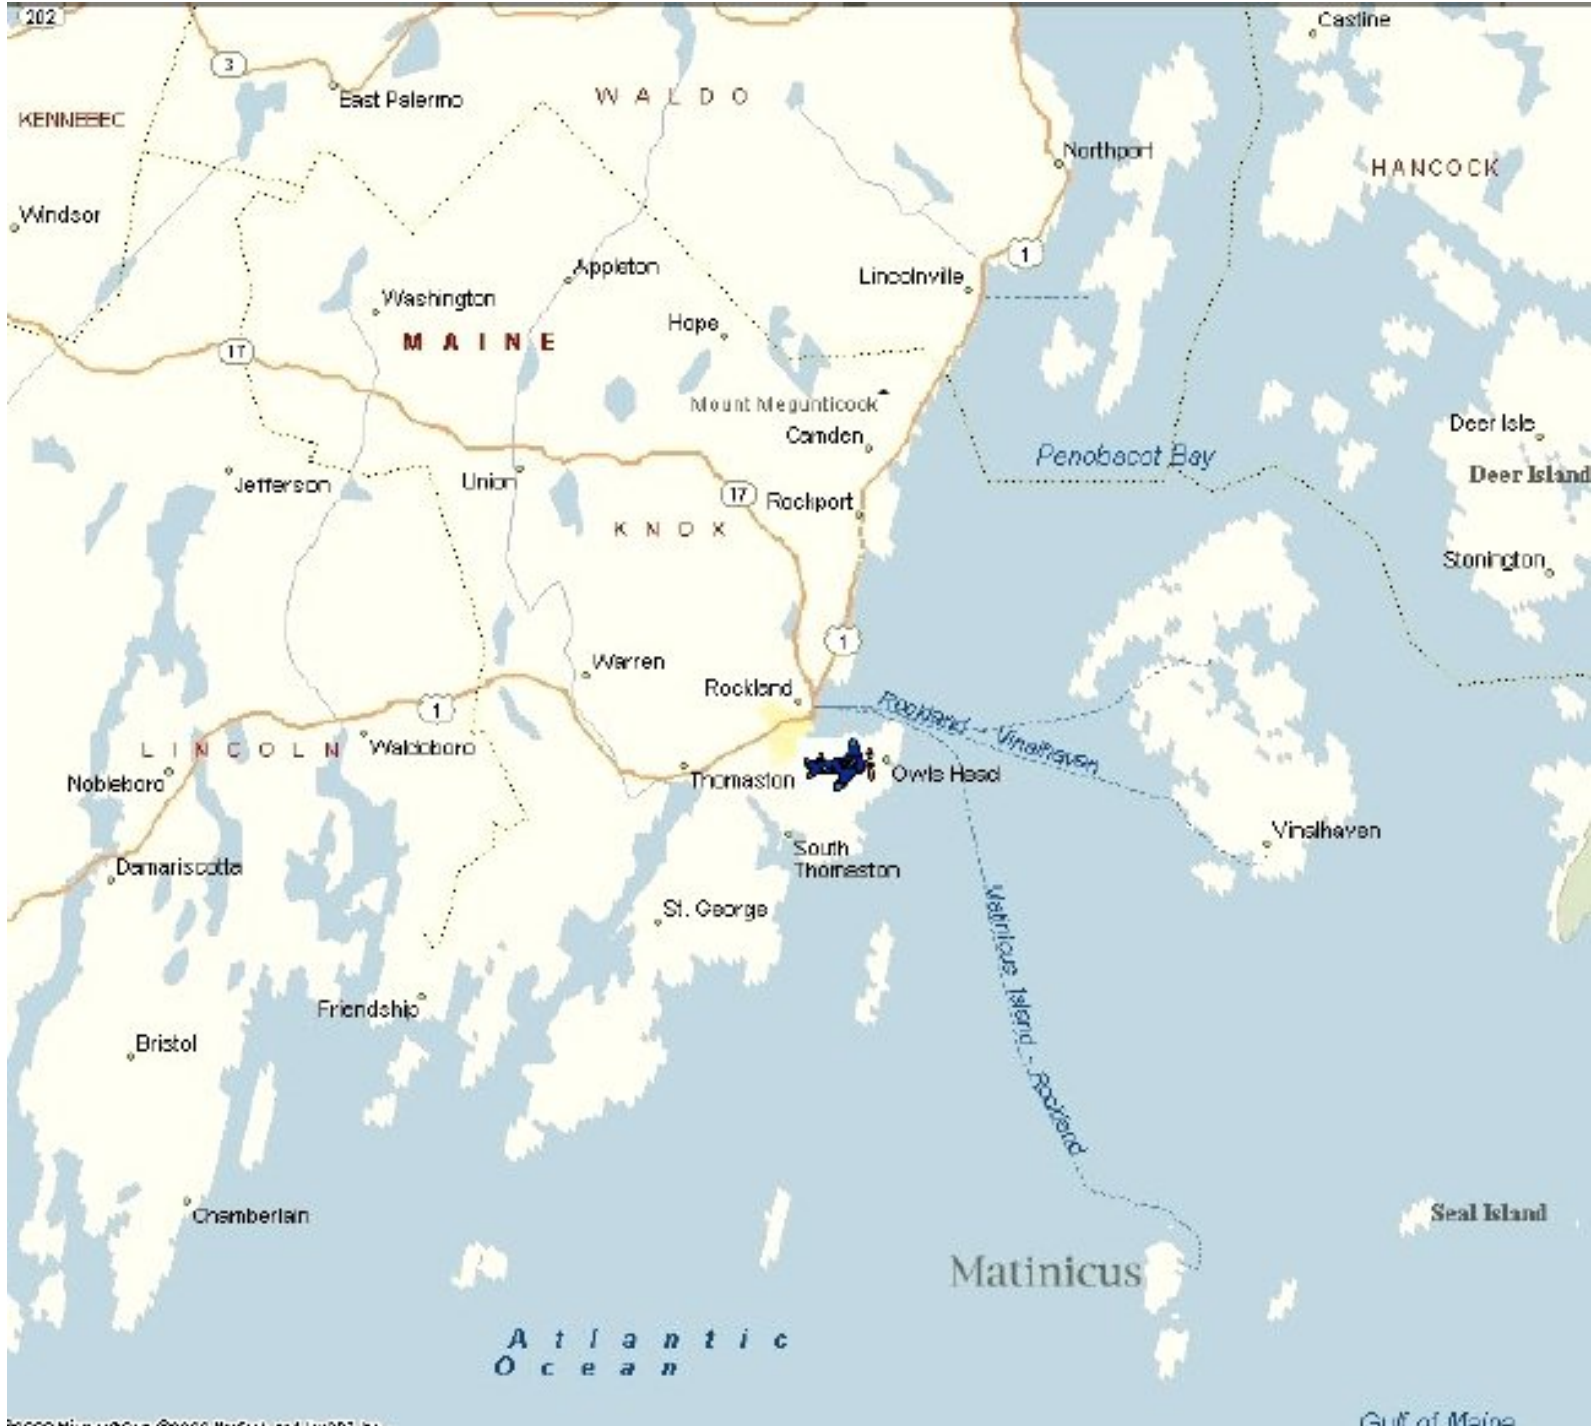 202
Castine
3
East Palermo
WALDO
KENNEBEC
Northport
HANCOCK
Windsor
1
Appleton
Lincolnville
Washington
Hope
MAINE
17
Mount Megunticook
Deer Isle
Camden
Penobscot Bay
Deer Island
Jefferson
Union
17
Rockport
KNOX
Stonington
1
Warren
Rockland
Rockland - Vinalhaven
1
LINCOLN
Waldoboro
Nobleboro
Thomaston
Owls Head
Vinalhaven
South
Thomaston
Damariscotta
St. George
Matinicus Island - Rockland
Friendship
Bristol
Chamberlain
Seal Island
Matinicus
Atlantic
Ocean
Gulf of Maine